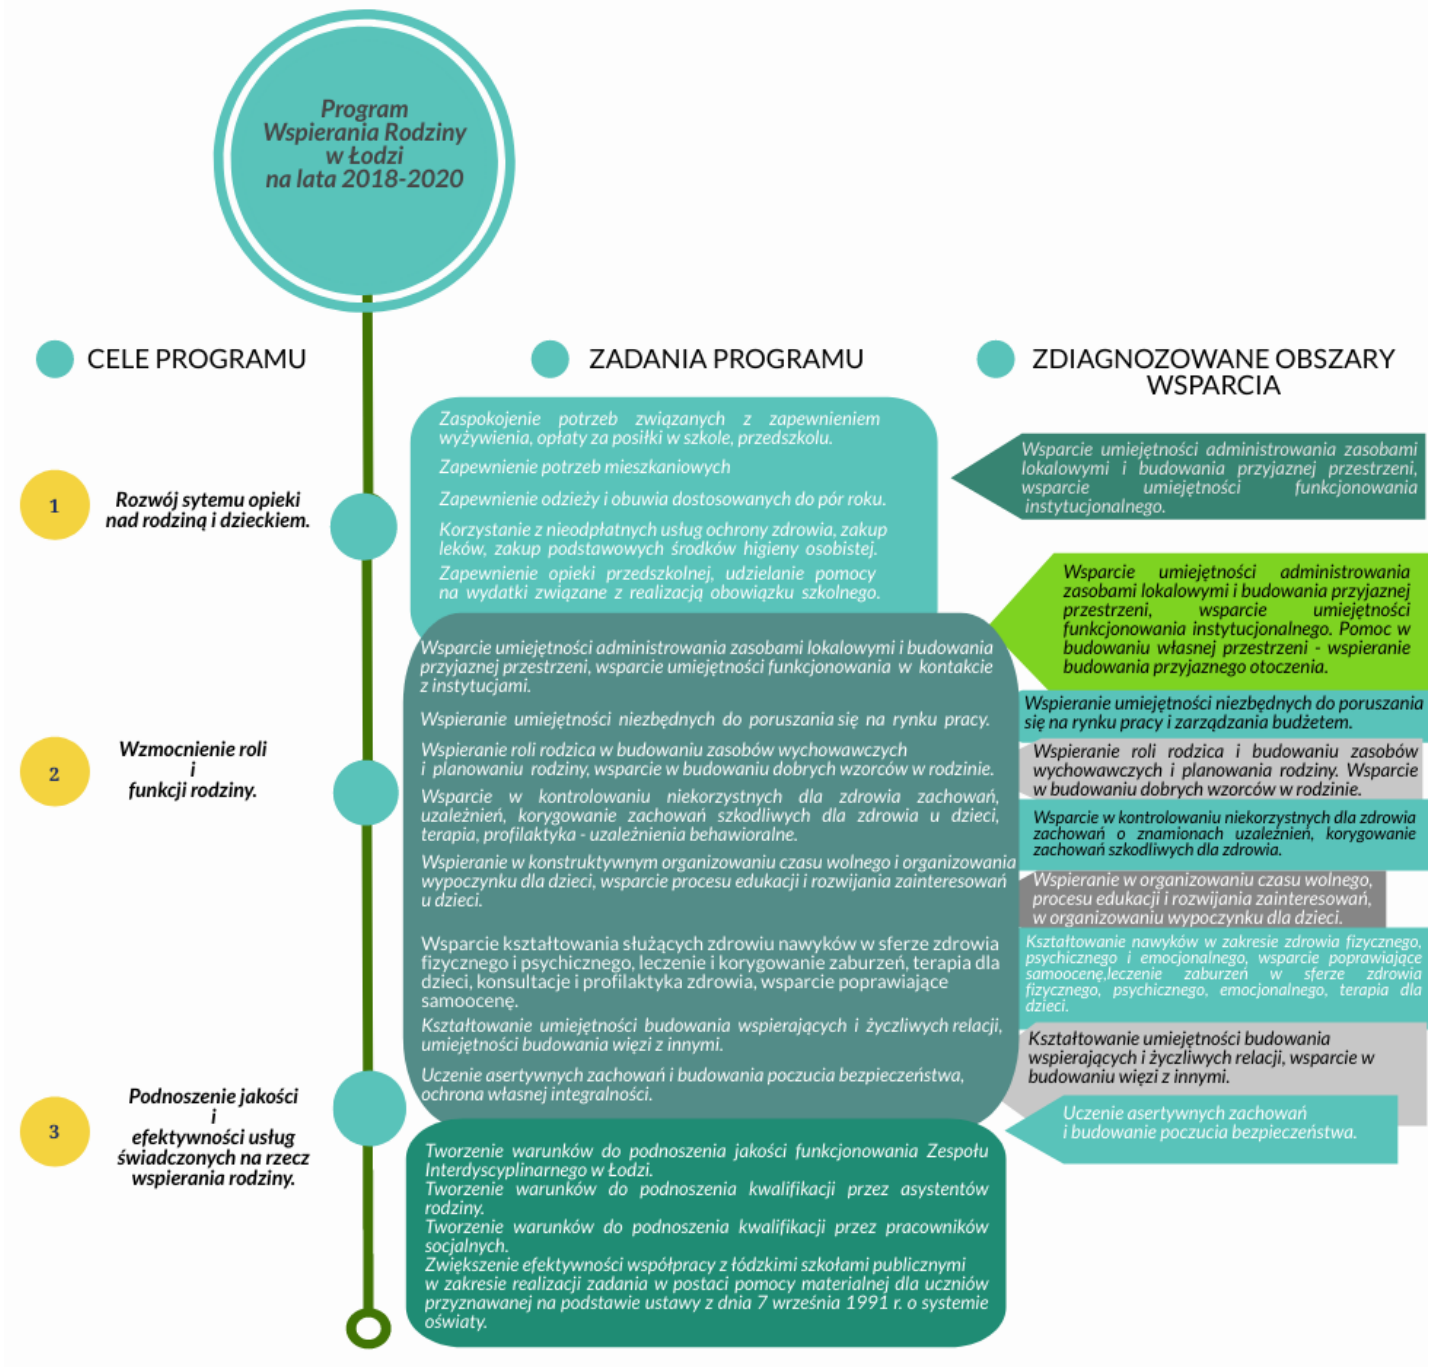 Program
Wspierania Rodziny
w Łodzi
na lata 2018-2020
CELE PROGRAMU
1
Rozwój sytemu opieki
nad rodziną i dzieckiem.
2
Wzmocnienie roli
i
funkcji rodziny.
3
Podnoszenie jakości
i
efektywności usług
świadczonych na rzecz
wspierania rodziny.
ZADANIA PROGRAMU
Zaspokojenie potrzeb związanych z zapewnieniem
wyżywienia, opłaty za posiłki w szkole, przedszkolu.
Zapewnienie potrzeb mieszkaniowych
Zapewnienie odzieży i obuwia dostosowanych do pór roku.
Korzystanie z nieodpłatnych usług ochrony zdrowia, zakup
leków, zakup podstawowych środków higieny osobistej.
Zapewnienie opieki przedszkolnej, udzielanie pomocy
na wydatki związane z realizacją obowiązku szkolnego.
Wsparcie umiejętności administrowania zasobami lokalowymi i budowania
przyjaznej przestrzeni, wsparcie umiejętności funkcjonowania w kontakcie
z instytucjami.
Wspieranie umiejętności niezbędnych do poruszania się na rynku pracy.
Wspieranie roli rodzica w budowaniu zasobów wychowawczych
i planowaniu rodziny, wsparcie w budowaniu dobrych wzorców w rodzinie.
Wsparcie w kontrolowaniu niekorzystnych dla zdrowia zachowań,
uzależnień, korygowanie zachowań szkodliwych dla zdrowia u dzieci,
terapia, profilaktyka - uzależnienia behawioralne.
Wspieranie w konstruktywnym organizowaniu czasu wolnego i organizowania
wypoczynku dla dzieci, wsparcie procesu edukacji i rozwijania zainteresowań
u dzieci.
Wsparcie kształtowania służących zdrowiu nawyków w sferze zdrowia
fizycznego i psychicznego, leczenie i korygowanie zaburzeń, terapia dla
dzieci, konsultacje i profilaktyka zdrowia, wsparcie poprawiające
samoocenę.
Kształtowanie umiejętności budowania wspierających i życzliwych relacji,
umiejętności budowania więzi z innymi.
Uczenie asertywnych zachowań i budowania poczucia bezpieczeństwa,
ochrona własnej integralności.
Tworzenie warunków do podnoszenia jakości funkcjonowania Zespołu
Interdyscyplinarnego w Łodzi.
Tworzenie warunków do podnoszenia kwalifikacji przez asystentów
rodziny.
Tworzenie warunków do podnoszenia kwalifikacji przez pracowników
socjalnych.
Zwiększenie efektywności współpracy z łódzkimi szkołami publicznymi
w zakresie realizacji zadania w postaci pomocy materialnej dla uczniów
przyznawanej na podstawie ustawy z dnia 7 września 1991 r. o systemie
oświaty.
ZDIAGNOZOWANE OBSZARY
WSPARCIA
Wsparcie umiejętności administrowania zasobami
lokalowymi i budowania przyjaznej przestrzeni,
wsparcie umiejętności funkcjonowania
instytucjonalnego.
Wsparcie umiejętności administrowania
zasobami lokalowymi i budowania przyjaznej
przestrzeni, wsparcie umiejętności
funkcjonowania instytucjonalnego. Pomoc w
budowaniu własnej przestrzeni - wspieranie
budowania przyjaznego otoczenia.
Wspieranie umiejętności niezbędnych do poruszania
się na rynku pracy i zarządzania budżetem.
Wspieranie roli rodzica i budowaniu zasobów
wychowawczych i planowania rodziny. Wsparcie
w budowaniu dobrych wzorców w rodzinie.
Wsparcie w kontrolowaniu niekorzystnych dla zdrowia
zachowań o znamionach uzależnień, korygowanie
zachowań szkodliwych dla zdrowia.
Wspieranie w organizowaniu czasu wolnego,
procesu edukacji i rozwijania zainteresowań,
w organizowaniu wypoczynku dla dzieci.
Kształtowanie nawyków w zakresie zdrowia fizycznego,
psychicznego i emocjonalnego, wsparcie poprawiające
samoocenę,leczenie zaburzeń w sferze zdrowia
fizycznego, psychicznego, emocjonalnego, terapia dla
dzieci.
Kształtowanie umiejętności budowania
wspierających i życzliwych relacji, wsparcie w
budowaniu więzi z innymi.
Uczenie asertywnych zachowań
i budowanie poczucia bezpieczeństwa.